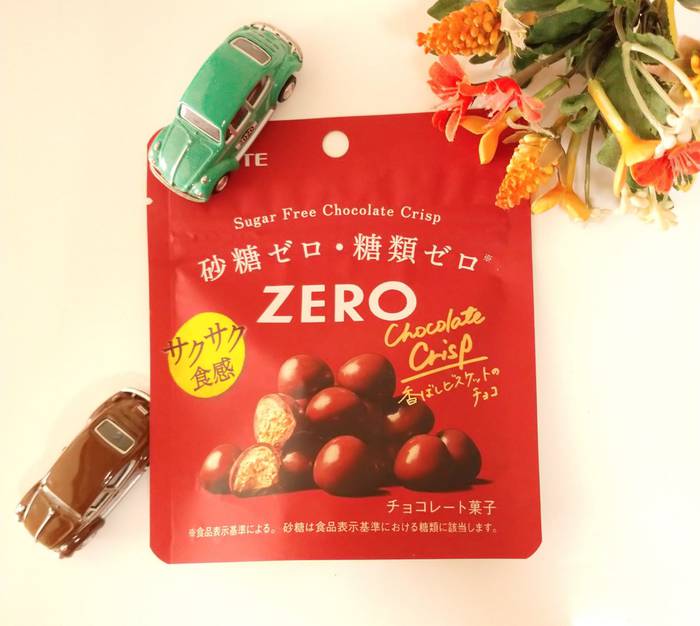 TTE
Sugar Free Chocolate Crisp
砂糖ゼロ・糖類ゼロ※
ZERO
Chocolate
Crisp
香ばしビスケットの
チョコ
サクサク
食感
チョコレート菓子
※食品表示基準による。砂糖は食品表示基準における糖類に該当します。